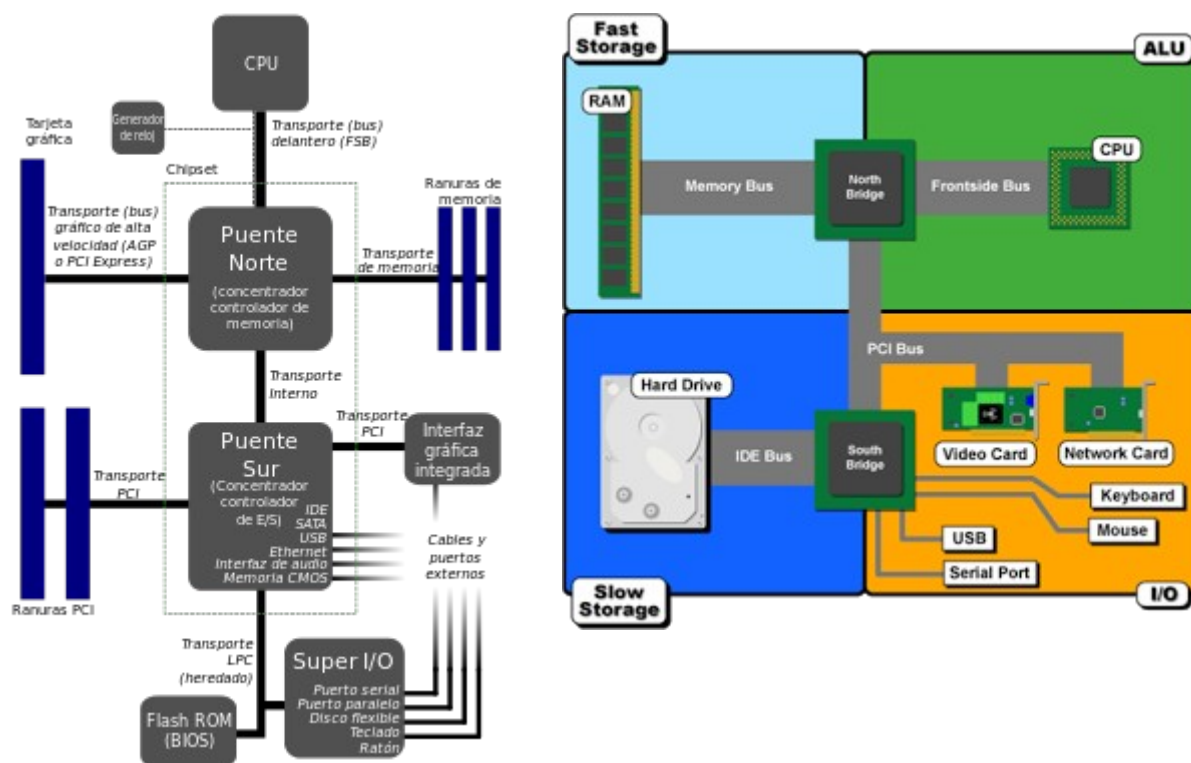 CPU
Generador
de reloj
Transporte (bus)
delantero (FSB)
Tarjeta
gráfica
Chipset
Ranuras de
memoria
Transporte (bus)
gráfico de alta
velocidad (AGP
o PCI Express)
Puente
Norte
(concentrador
controlador de
memoria)
Transporte
de memoria
Transporte
Interno
Transporte
PCI
Interfaz
gráfica
integrada
Puente
Sur
(Concentrador
controlador
de E/S)
Transporte
PCI
IDE
SATA
USB
Ethernet
Interfaz de audio
Memoria CMOS
Cables y
puertos
externos
Ranuras PCI
Transporte
LPC
(heredado)
Super I/O
Puerto serial
Puerto paralelo
Disco flexible
Teclado
Ratón
Flash ROM
(BIOS)
Fast
Storage
ALU
RAM
CPU
Memory Bus
North
Bridge
Frontside Bus
PCI Bus
Hard Drive
IDE Bus
South
Bridge
Video Card
Network Card
Keyboard
Mouse
USB
Serial Port
Slow
Storage
I/O